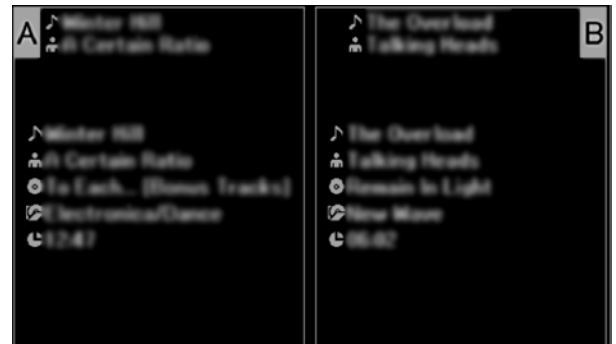 A
Winter Hill
A Certain Ratio
Winter Hill
A Certain Ratio
To Each... [Bonus Tracks]
Electronica/Dance
12:47
B
The Overload
Talking Heads
The Overload
Talking Heads
Remain In Light
New Wave
06:02